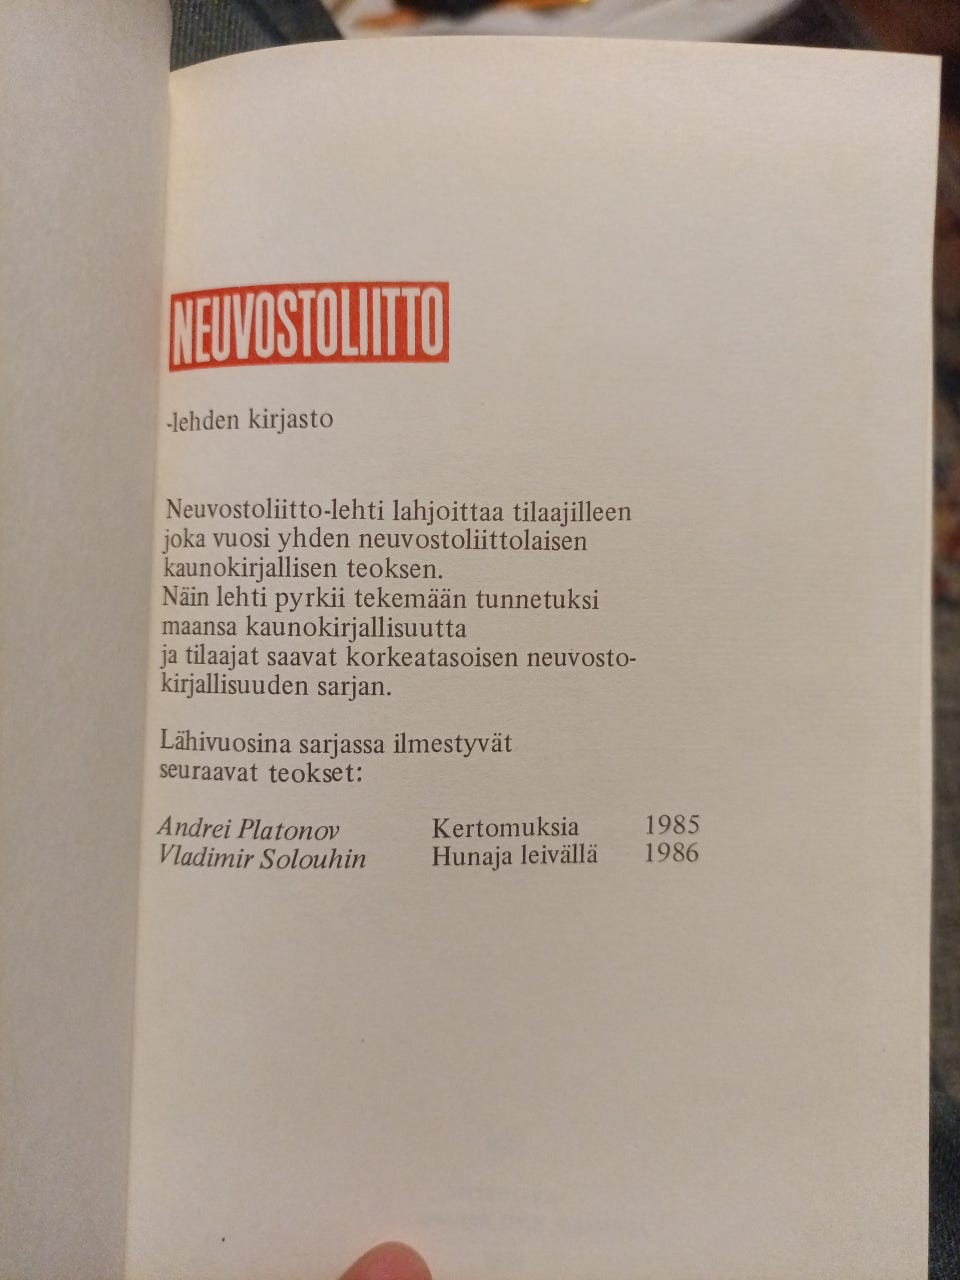 NEUVOSTOLIITTO
-lehden kirjasto
Neuvostoliitto-lehti lahjoittaa tilaajilleen
joka vuosi yhden neuvostoliittolaisen
kaunokirjallisen teoksen.
Näin lehti pyrkii tekemään tunnetuksi
maansa kaunokirjallisuutta
ja tilaajat saavat korkeatasoisen neuvosto-
kirjallisuuden sarjan.
Lähivuosina sarjassa ilmestyvät
seuraavat teokset:
Andrei Platonov Kertomuksia 1985
Vladimir Solouhin Hunaja leivällä 1986